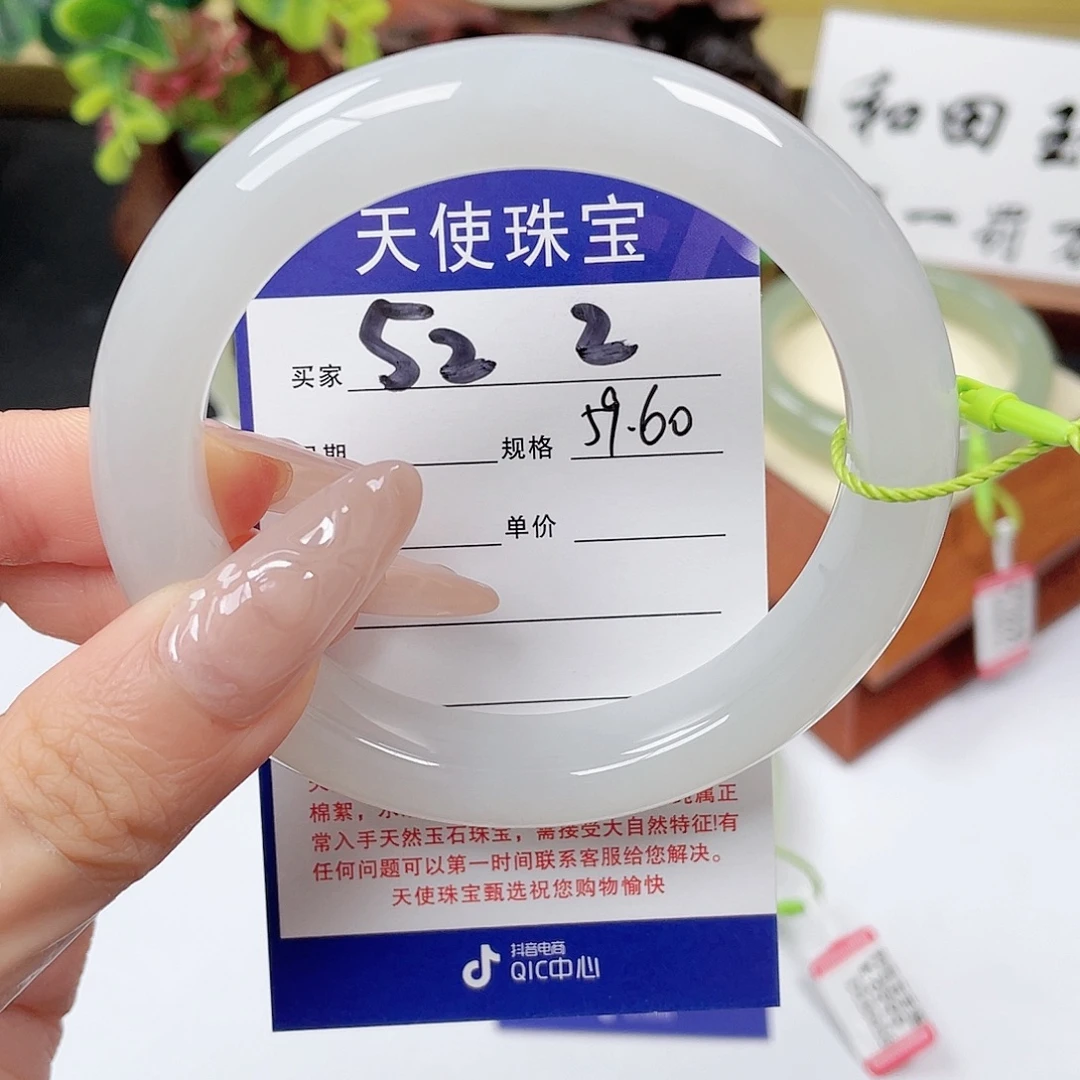 和田
一
天使珠宝
买家 52 2
规格 59.60
单价
棉絮,
常入手天然玉石珠宝,需接受大自然特征!有
任何问题可以第一时间联系客服给您解决。
天使珠宝甄选祝您购物愉快
抖音电商
QIC中心